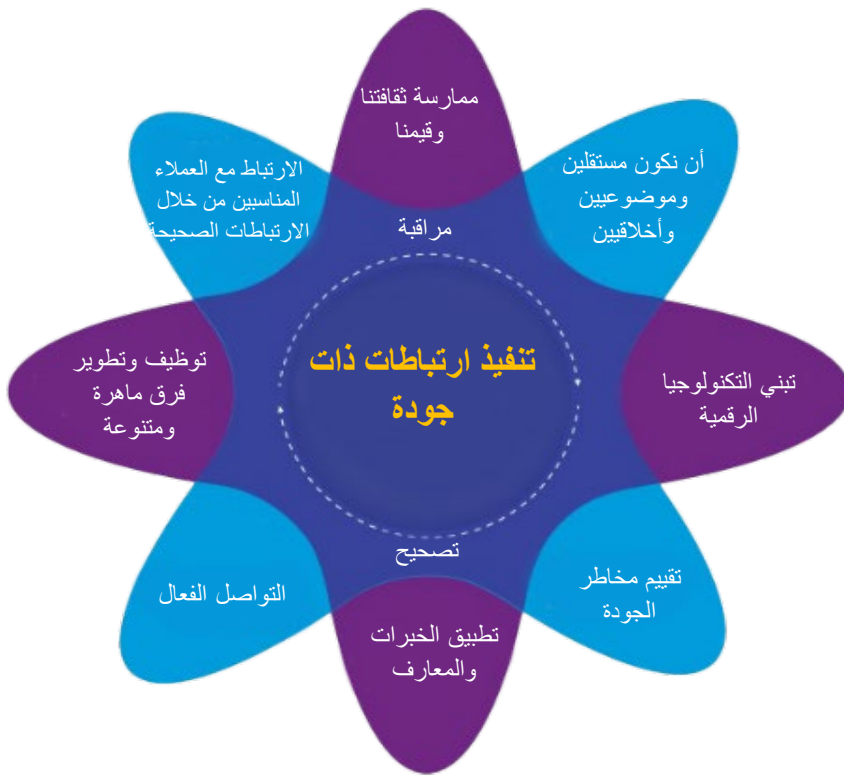 ممارسة ثقافتنا
وقيمنا
أن نكون مستقلين
وموضوعيين
وأخلاقيين
الارتباط مع العملاء
المناسبين من خلال
الارتباطات الصحيحة
مراقبة
تنفيذ ارتباطات ذات
جودة
تبني التكنولوجيا
الرقمية
توظيف وتطوير
فرق ماهرة
ومتنوعة
تصحيح
تقييم مخاطر
الجودة
التواصل الفعال
تطبيق الخبرات
والمعارف